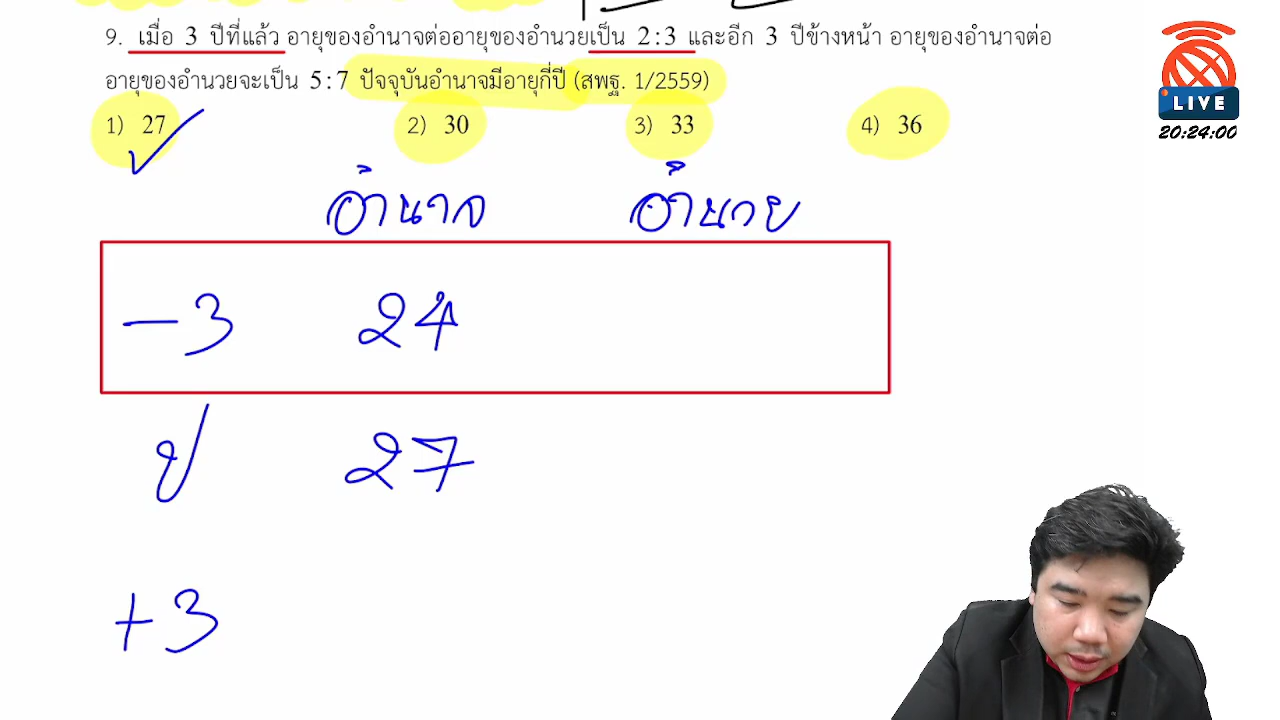 9. เมื่อ 3 ปีที่แล้ว อายุของอำนาจต่ออายุของอำนวยเป็น 2:3 และอีก 3 ปีข้างหน้า อายุของอำนาจต่อ
อายุของอำนวยจะเป็น 5:7 ปัจจุบันอำนาจมีอายุกี่ปี (สพฐ. 1/2559)
1) 27 2) 30 3) 33 4) 36
อำนาจ อำนวย
-3 24
ป 27
+3
LIVE
20:24:00